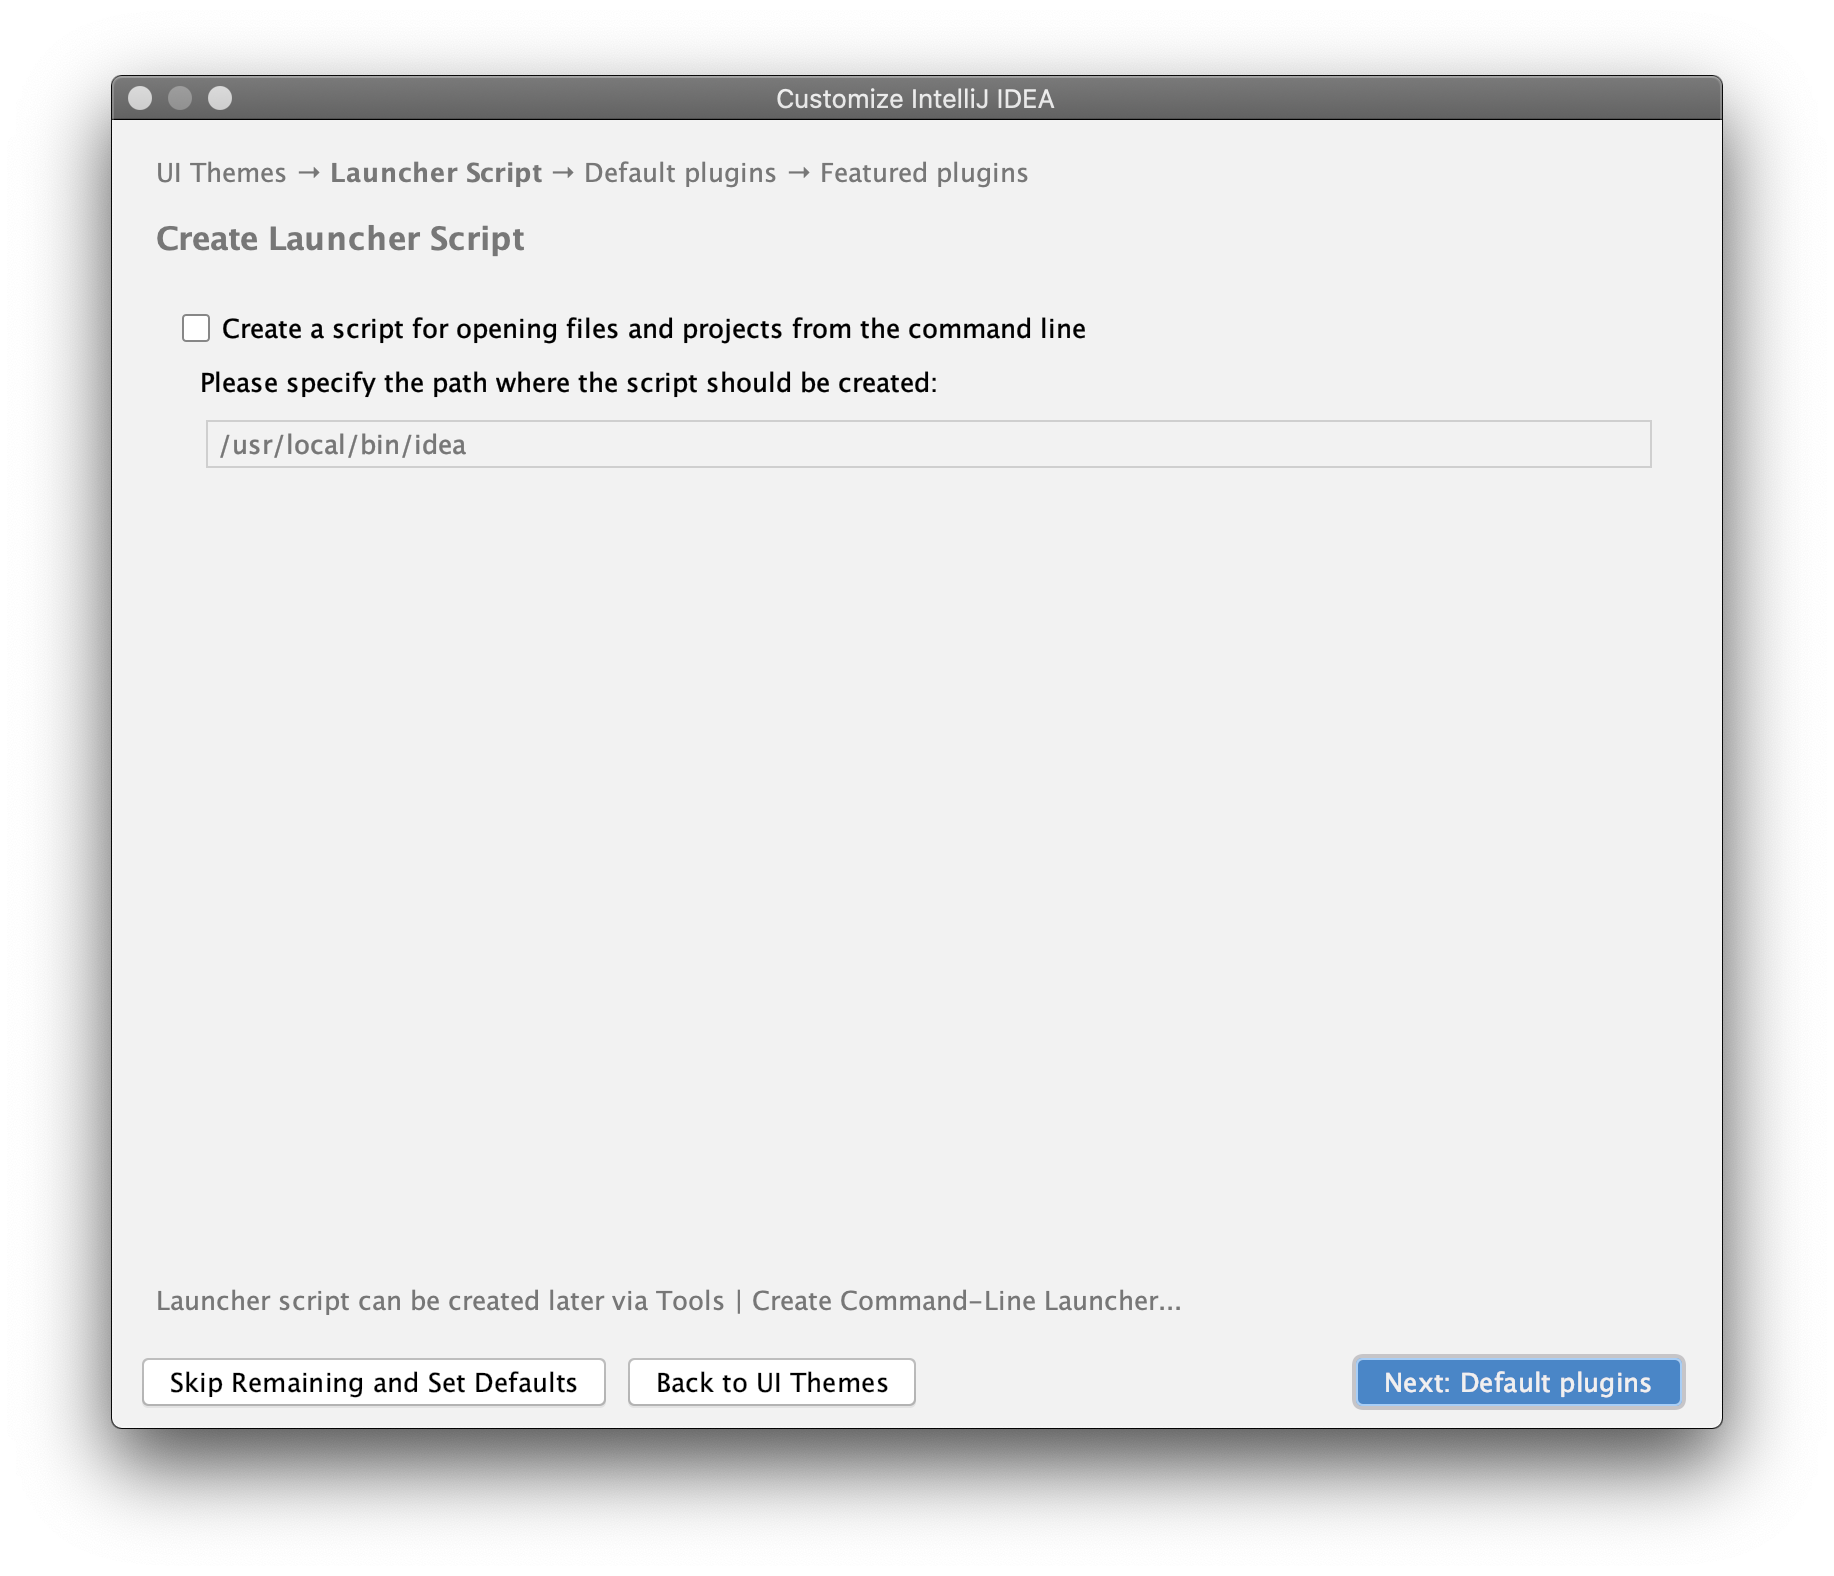 Customize IntelliJ IDEA
UI Themes → Launcher Script → Default plugins → Featured plugins
Create Launcher Script
Create a script for opening files and projects from the command line
Please specify the path where the script should be created:
/usr/local/bin/idea
Launcher script can be created later via Tools | Create Command-Line Launcher...
Skip Remaining and Set Defaults
Back to UI Themes
Next: Default plugins